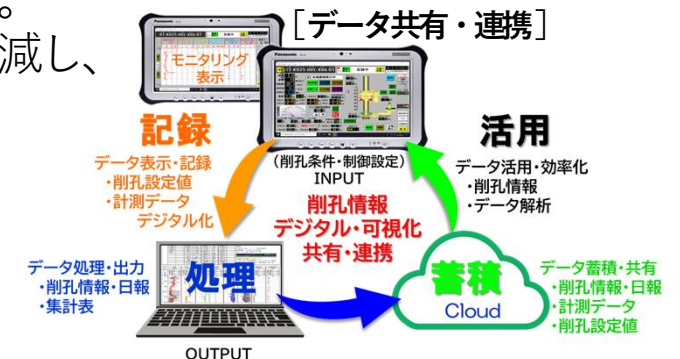 。
減し、
［データ共有・連携］
モニタリング
表示
記録
データ表示・記録
・削孔設定値
・計測データ
デジタル化
（削孔条件・制御設定）
INPUT
活用
データ活用・効率化
・削孔情報
・データ解析
削孔情報
デジタル・可視化
共有・連携
データ処理・出力
・削孔情報・日報
・集計表
処理
OUTPUT
蓄積
Cloud
データ蓄積・共有
・削孔情報・日報
・計測データ
・削孔設定値
Panasonic
Panasonic